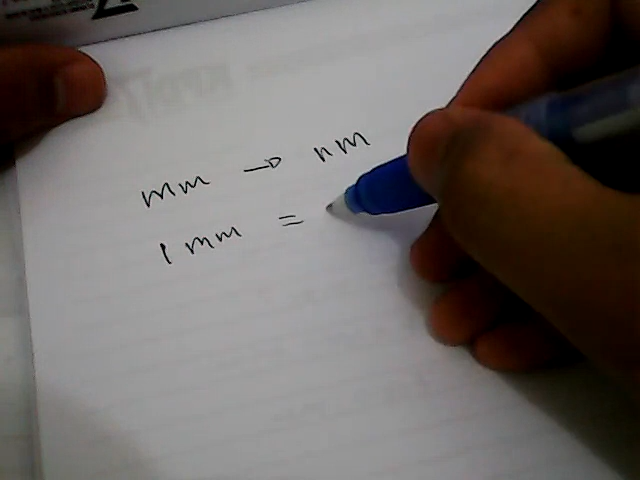 mm → nm
1 mm =